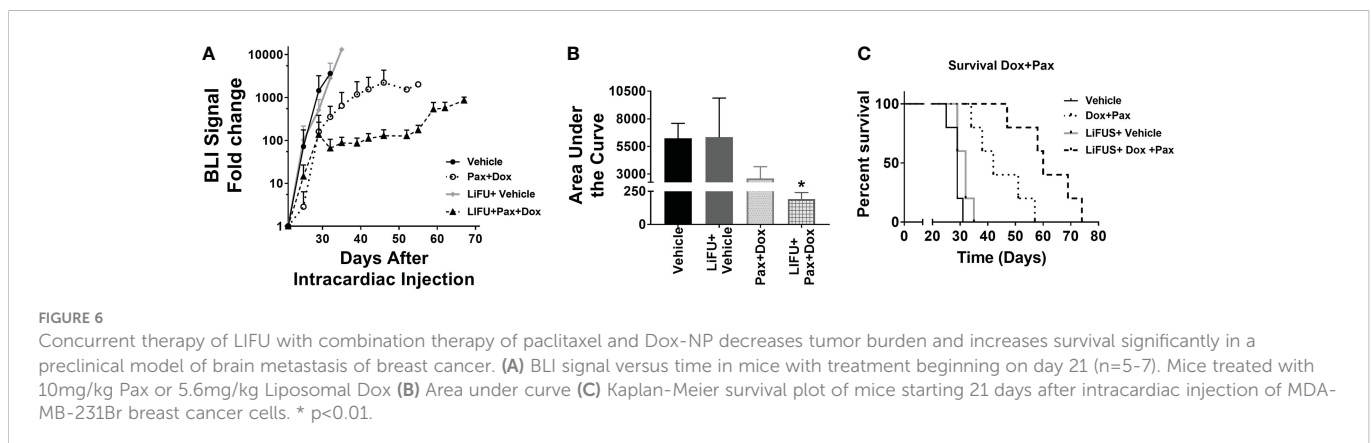 A
BLI Signal
Fold change
10000
1000
100
10
1
30
40
50
60
70
Days After
Intracardiac Injection
Vehicle
Pax+Dox
LiFU+ Vehicle
LIFU+Pax+Dox
B
Area Under
the Curve
10500
8000
5500
3000
250
0
*
Vehicle
LiFU+
Vehicle
Pax+Dox
LIFU+
Pax+Dox
C
Survival Dox+Pax
Percent survival
100
50
0
0
20
30
40
50
60
70
80
Time (Days)
Vehicle
Dox+Pax
LiFUS+ Vehicle
LiFUS+ Dox +Pax
FIGURE 6
Concurrent therapy of LIFU with combination therapy of paclitaxel and Dox-NP decreases tumor burden and increases survival significantly in a
preclinical model of brain metastasis of breast cancer. (A) BLI signal versus time in mice with treatment beginning on day 21 (n=5-7). Mice treated with
10mg/kg Pax or 5.6mg/kg Liposomal Dox (B) Area under curve (C) Kaplan-Meier survival plot of mice starting 21 days after intracardiac injection of MDA-
MB-231Br breast cancer cells. * p<0.01.